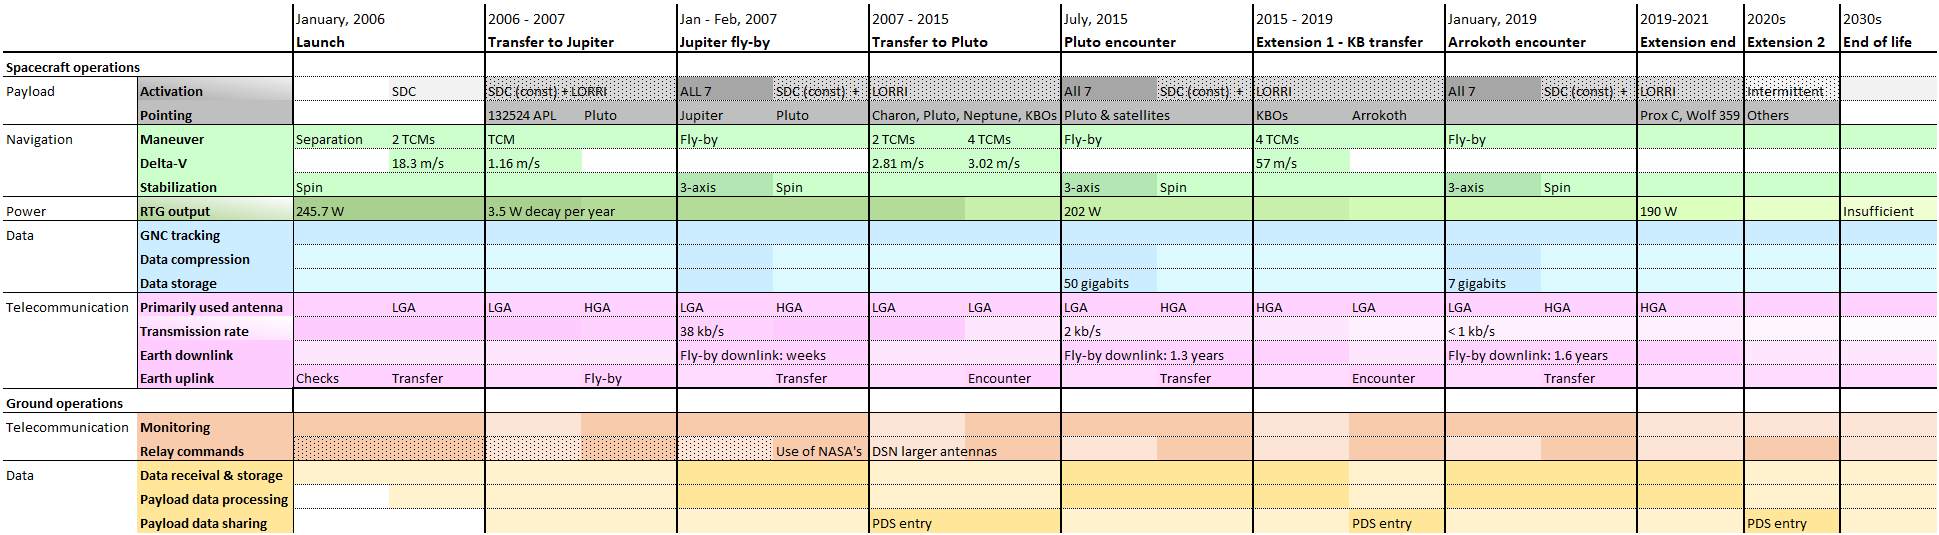 January, 2006 2006 - 2007 Jan - Feb, 2007 2007 - 2015 July, 2015 2015 - 2019 January, 2019 2019-2021 2020s 2030s
Launch Transfer to Jupiter Jupiter fly-by Transfer to Pluto Pluto encounter Extension 1 - KB transfer Arrokoth encounter Extension end Extension 2 End of life
Spacecraft operations
Payload Activation SDC SDC (const) + LORRI ALL 7 SDC (const) + LORRI All 7 SDC (const) + LORRI All 7 SDC (const) + LORRI Intermittent
Pointing 132524 APL Pluto Jupiter Pluto Charon, Pluto, Neptune, KBOs Pluto & satellites KBOs Arrokoth Prox C, Wolf 359 Others
Navigation Maneuver Separation 2 TCMs TCM Fly-by 2 TCMs 4 TCMs Fly-by 4 TCMs Fly-by
Delta-V 18.3 m/s 1.16 m/s 2.81 m/s 3.02 m/s 57 m/s
Stabilization Spin 3-axis Spin 3-axis Spin 3-axis Spin
Power RTG output 245.7 W 3.5 W decay per year 202 W 190 W Insufficient
Data GNC tracking
Data compression
Data storage 50 gigabits 7 gigabits
Telecommunication Primarily used antenna LGA LGA HGA LGA HGA LGA LGA LGA HGA HGA LGA LGA HGA HGA
Transmission rate 38 kb/s 2 kb/s < 1 kb/s
Earth downlink Fly-by downlink: weeks Fly-by downlink: 1.3 years Fly-by downlink: 1.6 years
Earth uplink Checks Transfer Fly-by Transfer Encounter Transfer Encounter Transfer
Ground operations
Telecommunication Monitoring
Relay commands Use of NASA's DSN larger antennas
Data Data receival & storage
Payload data processing
Payload data sharing PDS entry PDS entry PDS entry